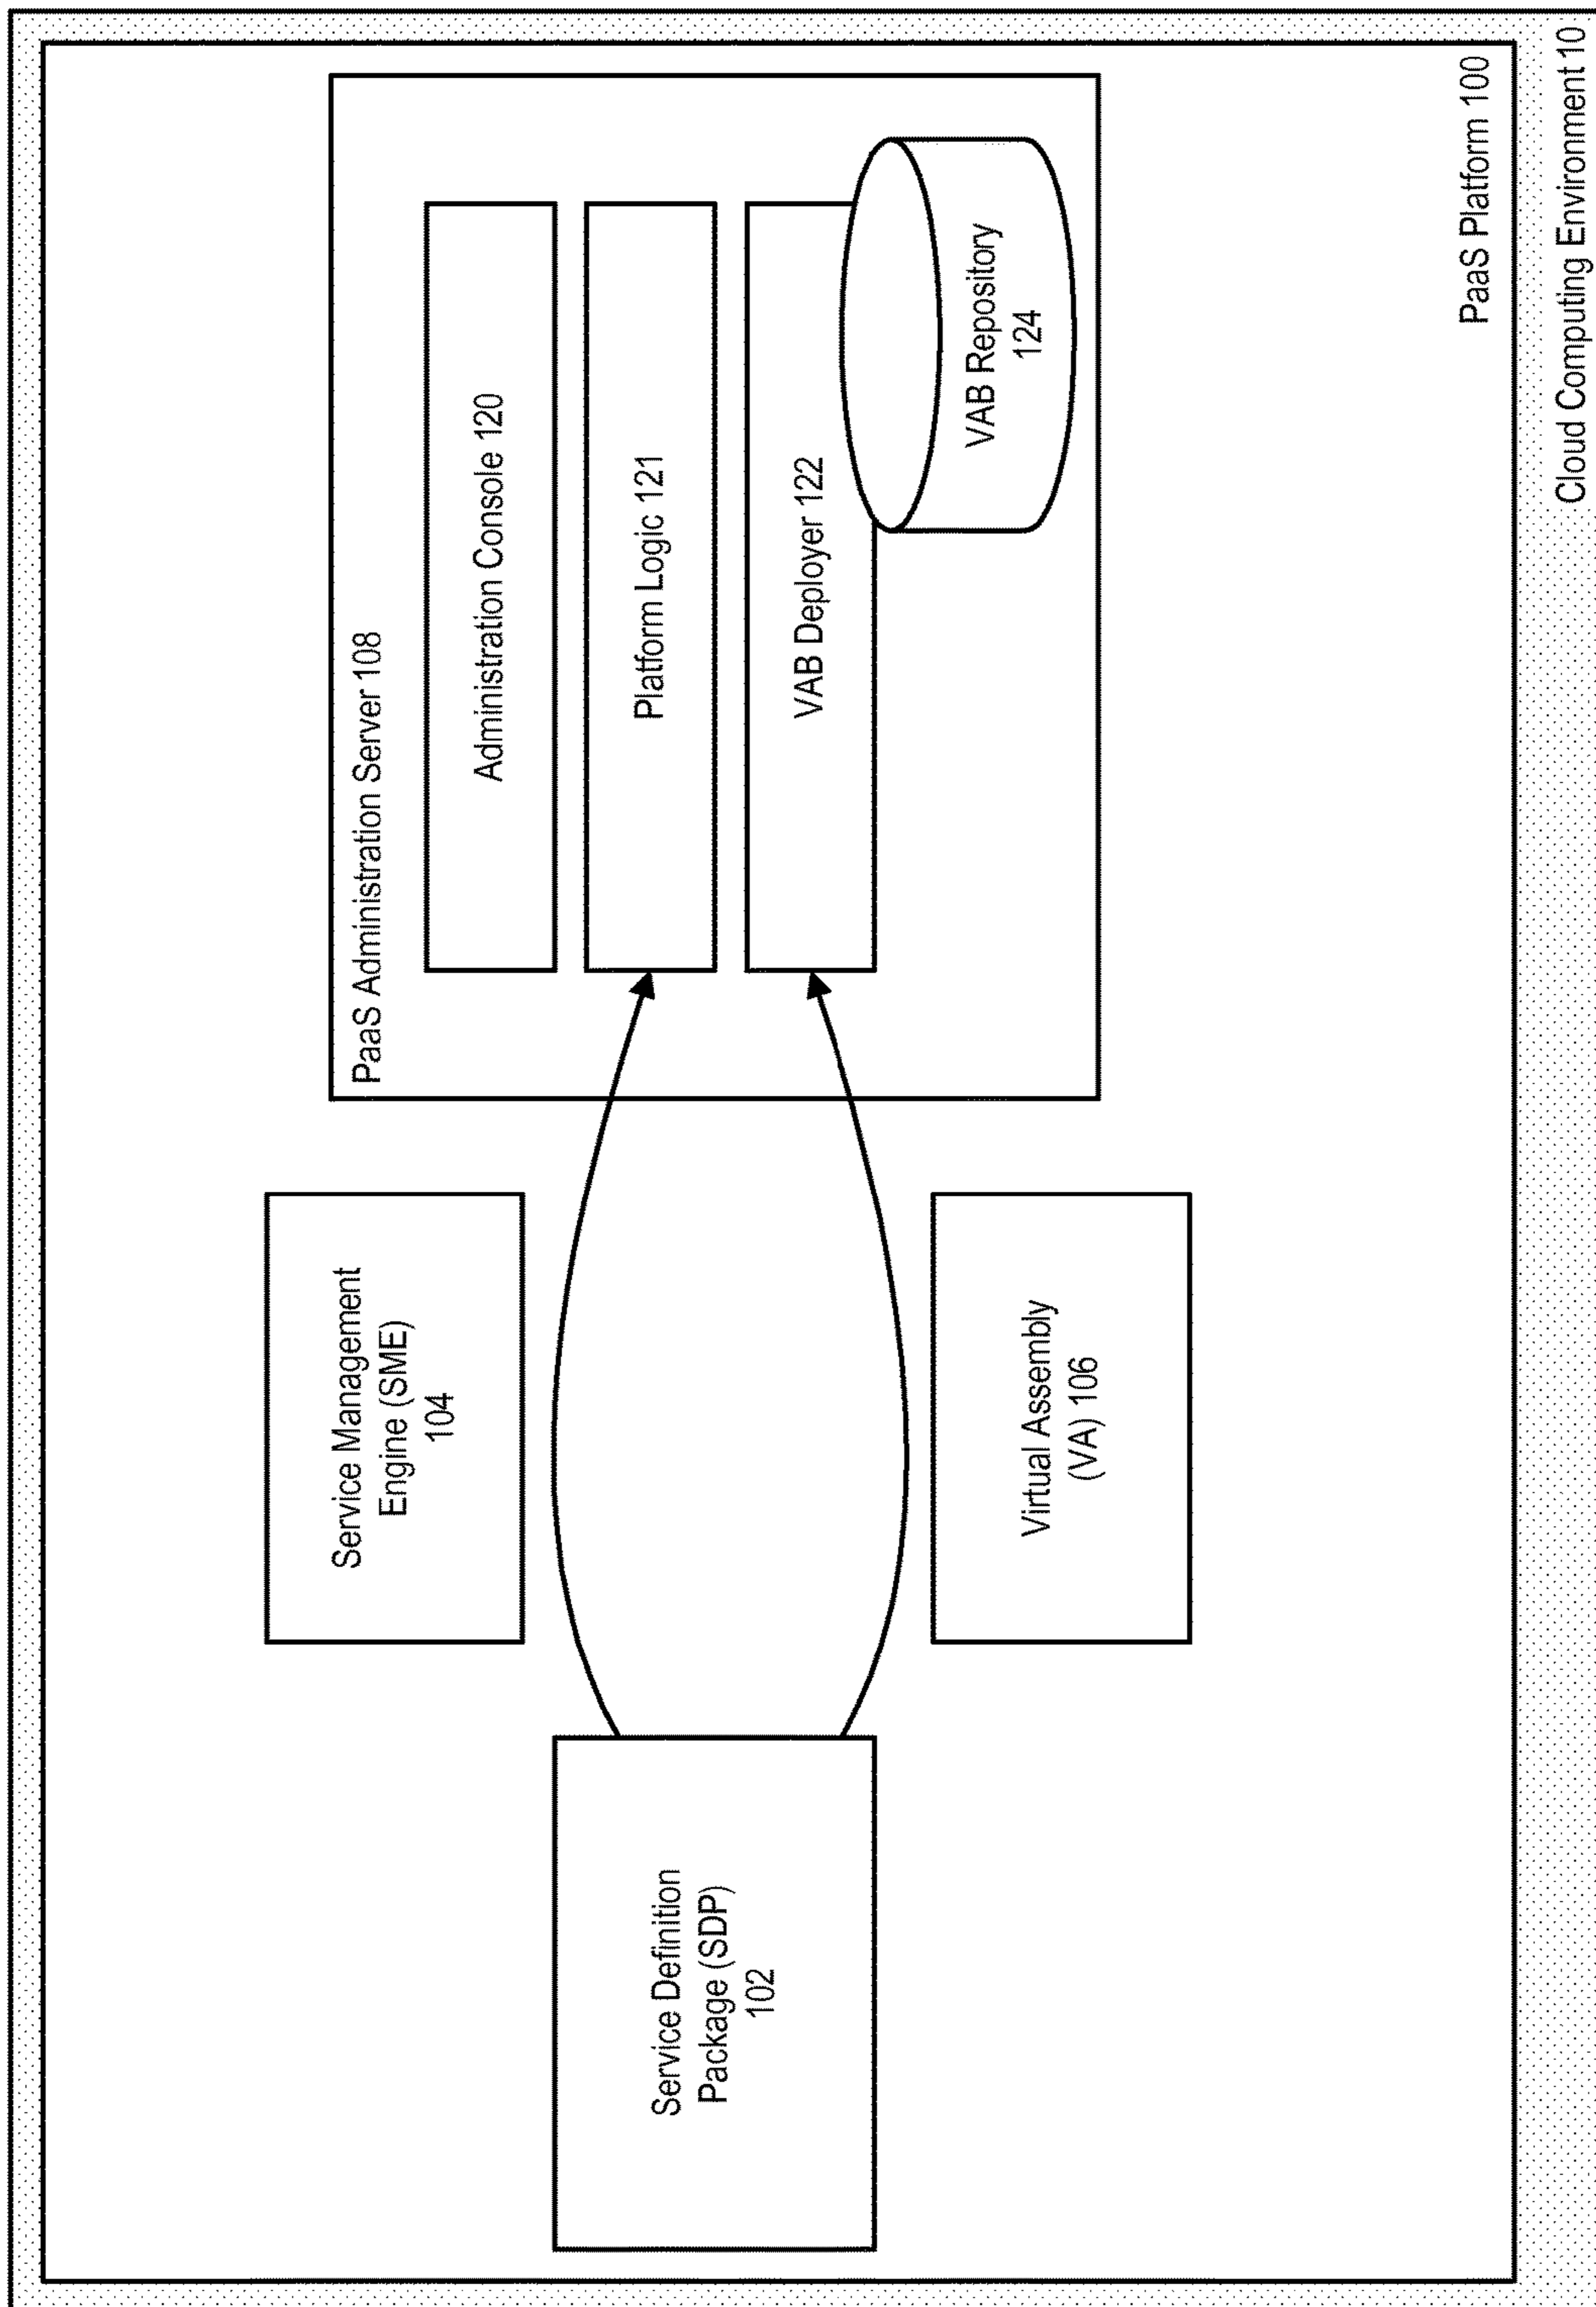 PaaS Administration Server 108
Administration Console 120
Platform Logic 121
VAB Deployer 122
VAB Repository
124
Service Management
Engine (SME)
104
Service Definition
Package (SDP)
102
Virtual Assembly
(VA) 106
PaaS Platform 100
Cloud Computing Environment 10